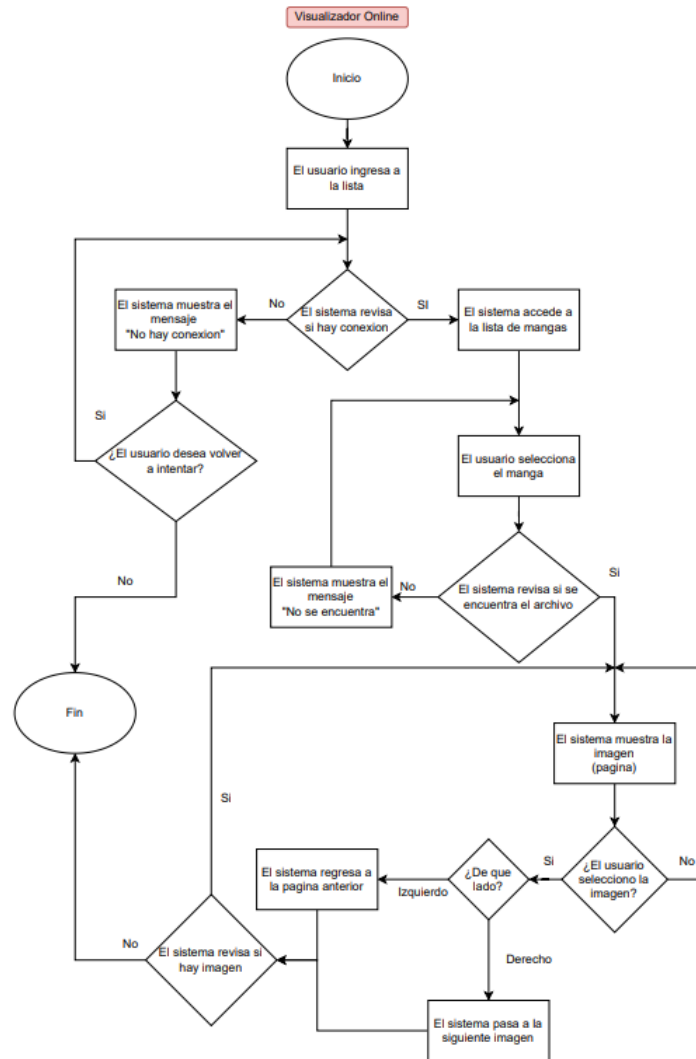 Visualizador Online
Inicio
El usuario ingresa a
la lista
El sistema muestra el
mensaje
"No hay conexion"
No
El sistema revisa
si hay conexion
SI
El sistema accede a
la lista de mangas
Si
¿El usuario desea volver
a intentar?
El usuario selecciona
el manga
No
El sistema muestra el
mensaje
"No se encuentra"
No
El sistema revisa si se
encuentra el archivo
Si
Fin
El sistema muestra la
imagen
(pagina)
Si
El sistema regresa a
la pagina anterior
Izquierdo
¿De que
lado?
Si
¿El usuario
selecciono la
imagen?
No
No
El sistema revisa si
hay imagen
Derecho
El sistema pasa a la
siguiente imagen